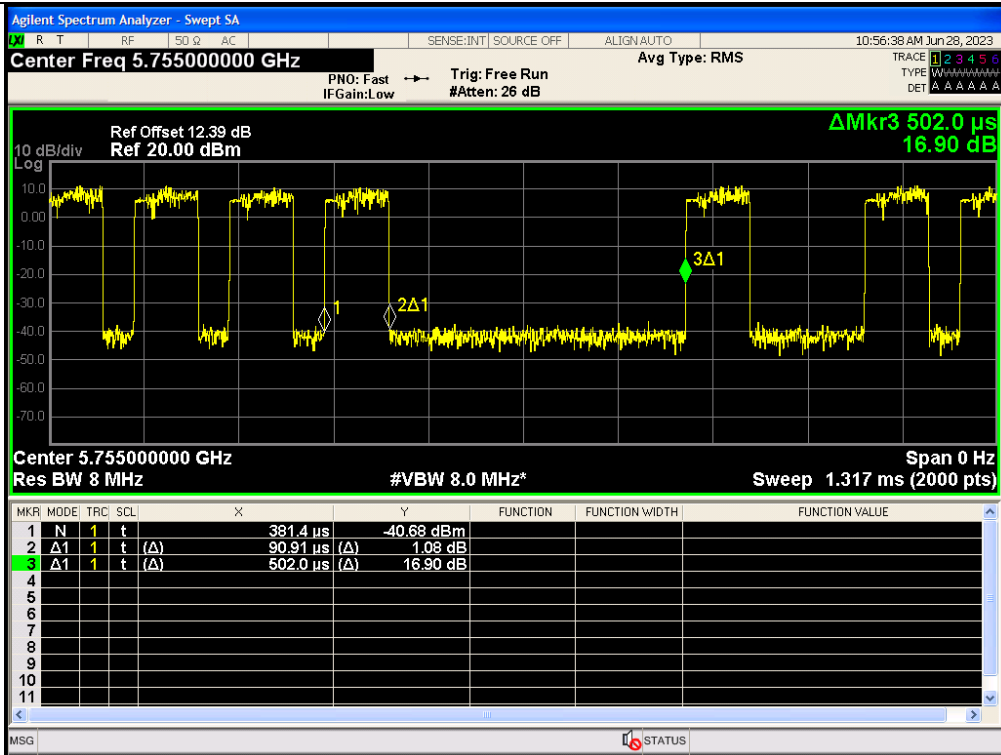 Agilent Spectrum Analyzer - Swept SA
LXI R T RF 50 Ω AC SENSE:INT SOURCE OFF ALIGN AUTO 10:56:38 AM Jun 28, 2023
Center Freq 5.755000000 GHz
Avg Type: RMS
TRACE 1 2 3 4 5 6
TYPE W
DET A A A A A A
PNO: Fast
IFGain:Low
Trig: Free Run
#Atten: 26 dB
ΔMkr3 502.0 µs
16.90 dB
Ref Offset 12.39 dB
10 dB/div Ref 20.00 dBm
Log
10.0
0.00
-10.0
-20.0
-30.0
-40.0
-50.0
-60.0
-70.0
1
2Δ1
3Δ1
Center 5.755000000 GHz Span 0 Hz
Res BW 8 MHz #VBW 8.0 MHz* Sweep 1.317 ms (2000 pts)
MKR MODE TRC SCL X Y FUNCTION FUNCTION WIDTH FUNCTION VALUE
1 N 1 t 381.4 µs -40.68 dBm
2 Δ1 1 t (Δ) 90.91 µs (Δ) 1.08 dB
3 Δ1 1 t (Δ) 502.0 µs (Δ) 16.90 dB
4
5
6
7
8
9
10
11
MSG STATUS